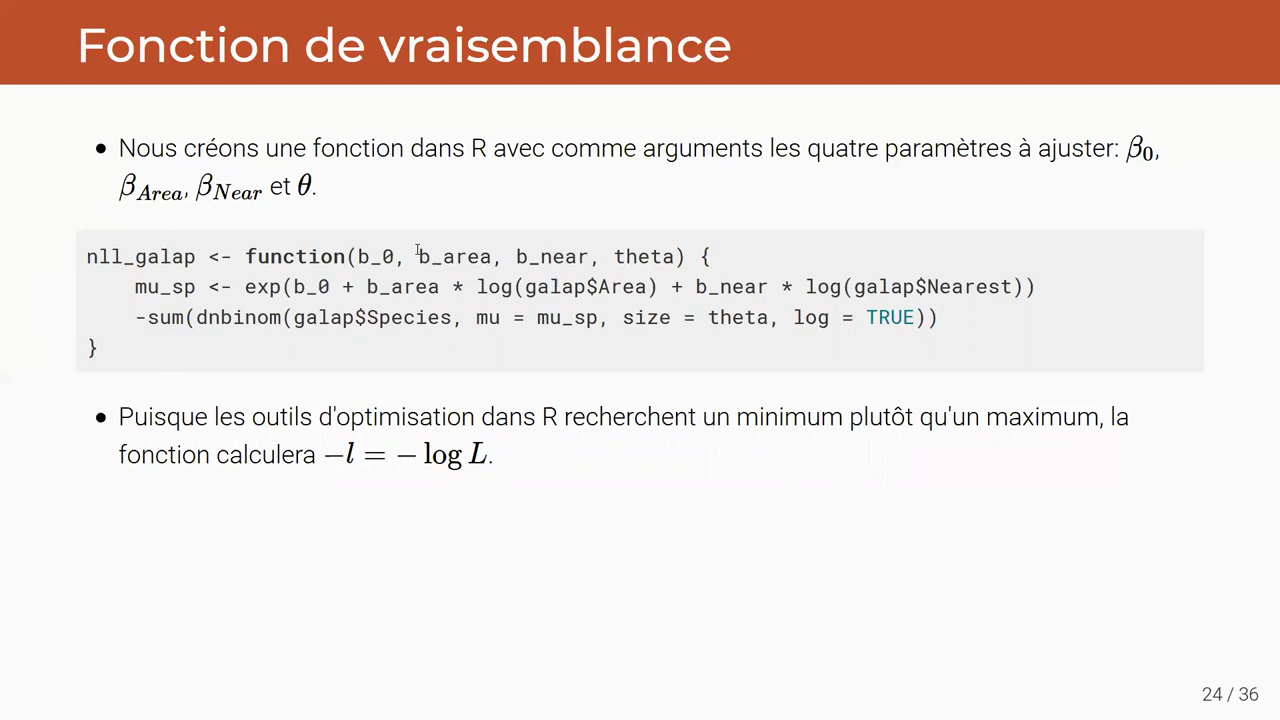 Fonction de vraisemblance
• Nous créons une fonction dans R avec comme arguments les quatre paramètres à ajuster: β0,
βArea, βNear et θ.
nll_galap <- function(b_0, b_area, b_near, theta) {
    mu_sp <- exp(b_0 + b_area * log(galap$Area) + b_near * log(galap$Nearest))
    -sum(dnbinom(galap$Species, mu = mu_sp, size = theta, log = TRUE))
}
• Puisque les outils d'optimisation dans R recherchent un minimum plutôt qu'un maximum, la
fonction calculera −l = − log L.
24 / 36